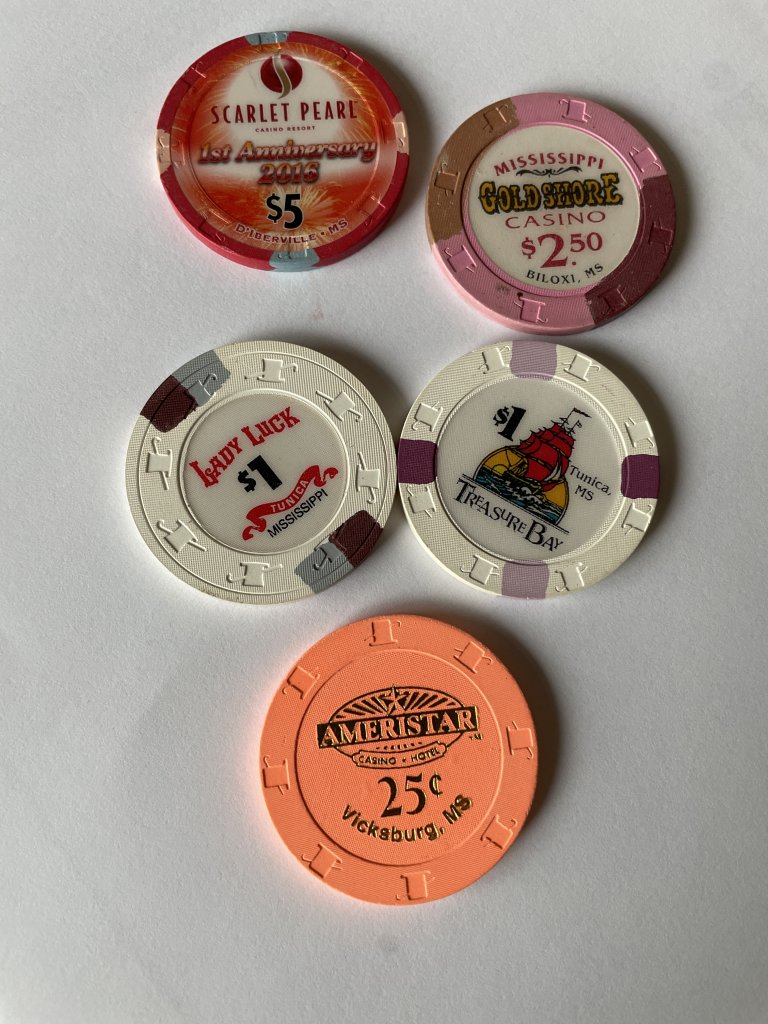 SCARLET PEARL
CASINO RESORT
1st Anniversary
2016
$5
D'IBERVILLE • MS
MISSISSIPPI
GOLD SHORE
CASINO
$2.50
BILOXI, MS
LADY LUCK
$1
TUNICA
MISSISSIPPI
$1
Tunica,
MS
TREASURE BAY
AMERISTAR
CASINO • HOTEL
25¢
Vicksburg, MS